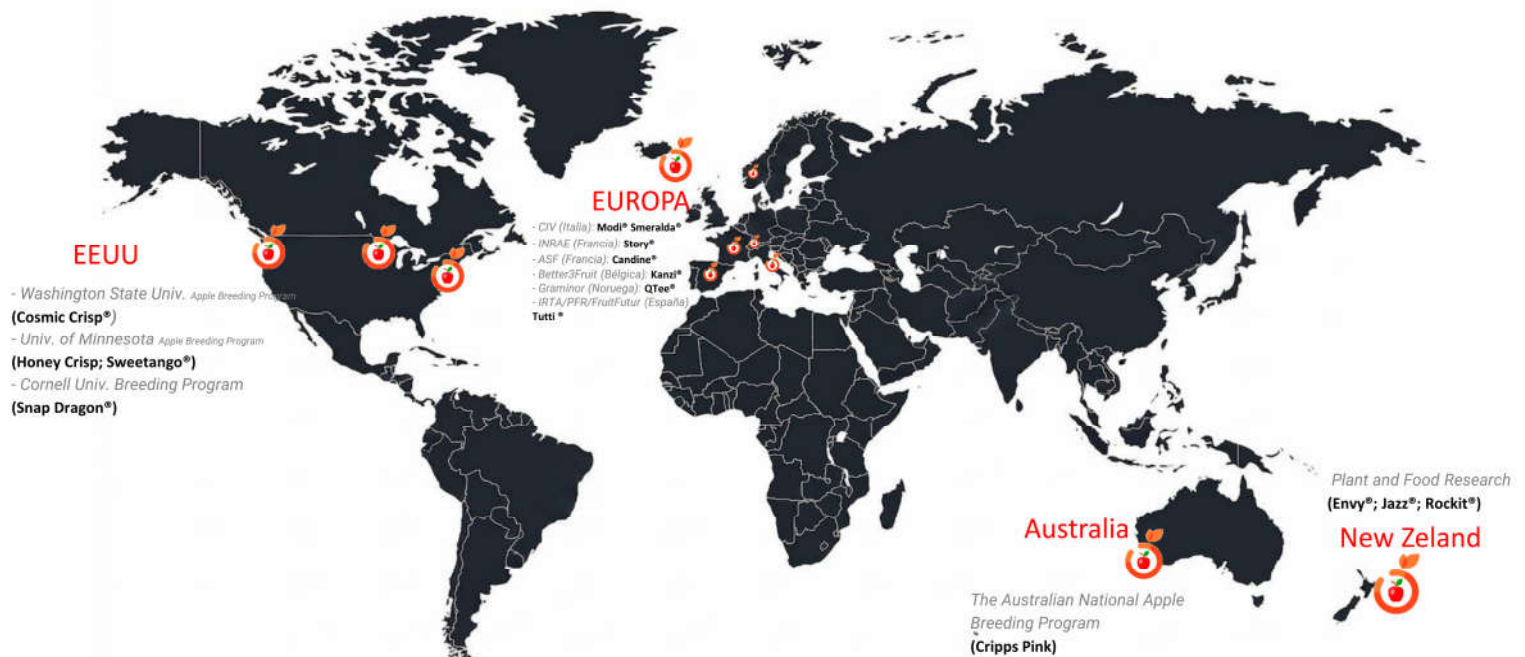 EEUU
- Washington State Univ. Apple Breeding Program
(Cosmic Crisp®)
- Univ. of Minnesota Apple Breeding Program
(Honey Crisp; Sweetango®)
- Cornell Univ. Breeding Program
(Snap Dragon®)
EUROPA
- CIV (Italia): Modi® Smeralda®
- INRAE (Francia): Story®
- ASF (Francia): Candine®
- Better3Fruit (Bélgica): Kanzi®
- Graminor (Noruega): QTee®
- IRTA/PFR/FruitFutur (España)
Tutti ®
Australia
The Australian National Apple
Breeding Program
(Cripps Pink)
Plant and Food Research
(Envy®; Jazz®; Rockit®)
New Zeland